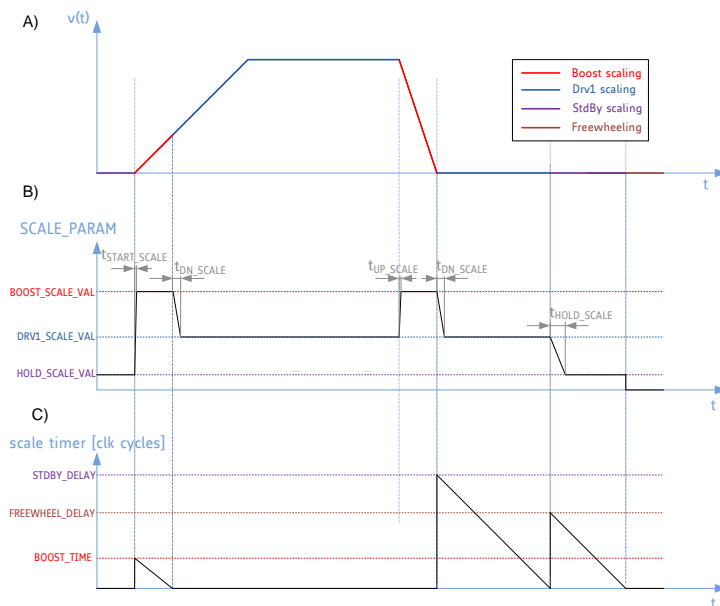 A)
v(t)
Boost scaling
Drv1 scaling
StdBy scaling
Freewheeling
t
B)
SCALE_PARAM
tSTART_SCALE
tDN_SCALE
tUP_SCALE
tDN_SCALE
BOOST_SCALE_VAL
tHOLD_SCALE
DRV1_SCALE_VAL
HOLD_SCALE_VAL
t
C)
scale timer [clk cycles]
STDBY_DELAY
FREEWHEEL_DELAY
BOOST_TIME
t